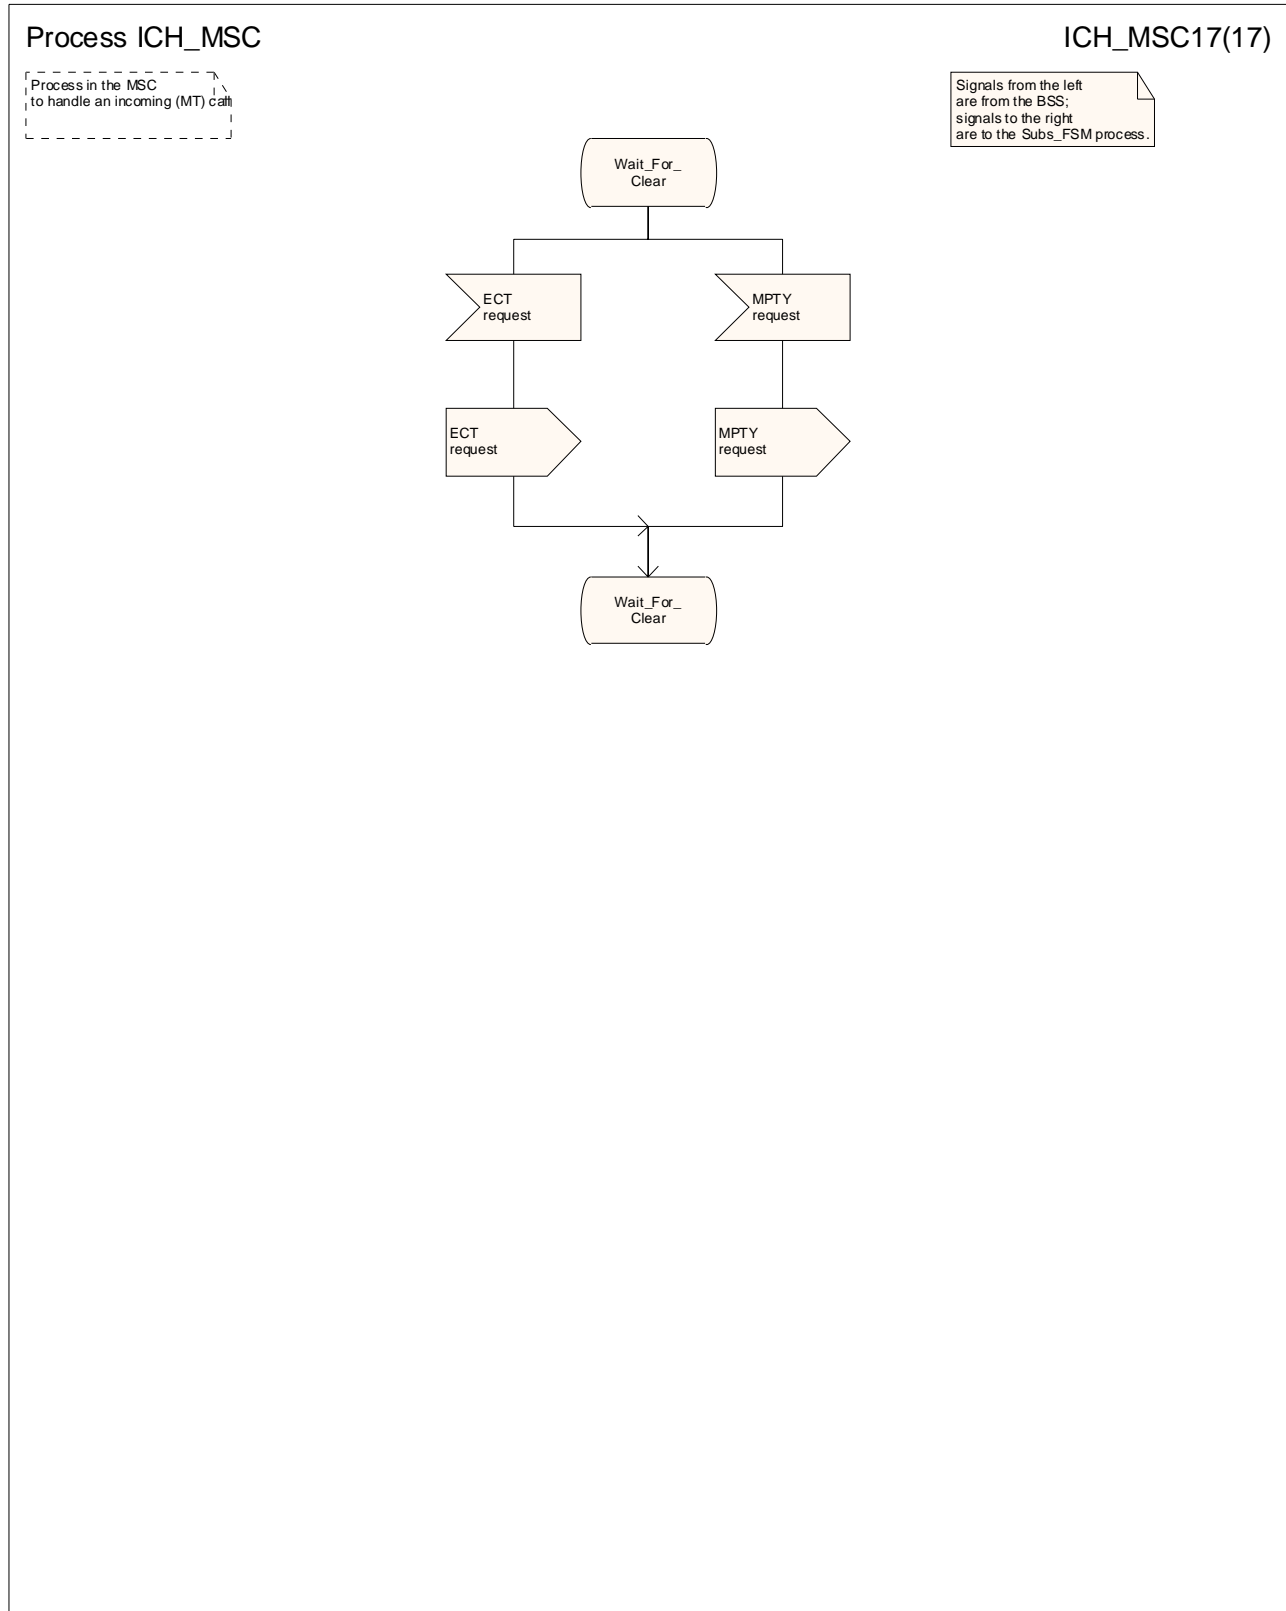 Process ICH_MSC
ICH_MSC17(17)
Process in the MSC
to handle an incoming (MT) call
Signals from the left
are from the BSS;
signals to the right
are to the Subs_FSM process.
Wait_For_
Clear
ECT
request
MPTY
request
ECT
request
MPTY
request
Wait_For_
Clear